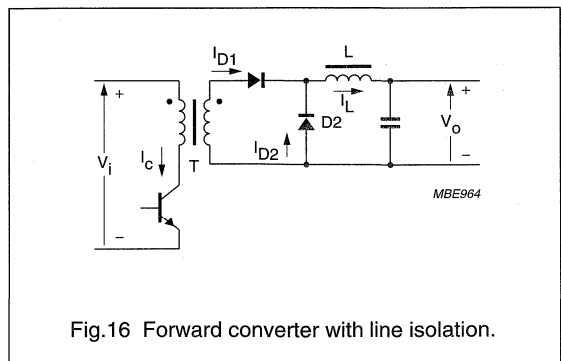 I_D1
L
+
+
I_L
D2
V_i
I_c
T
I_D2
V_o
–
–
MBE964
Fig.16 Forward converter with line isolation.